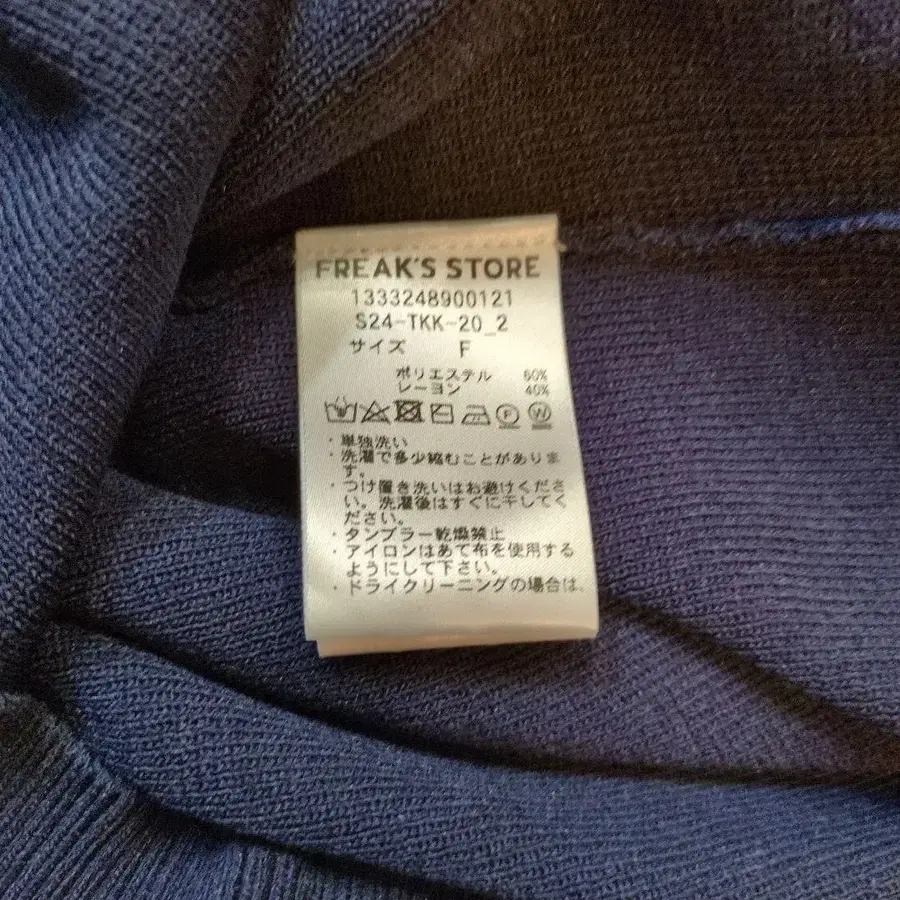 FREAK'S STORE
1333248900121
S24-TKK-20_2
サイズ F
ポリエステル 60%
レーヨン 40%
F W
・単独洗い
・洗濯で多少縮むことがありま
す。
・つけ置き洗いはお避けくださ
い。洗濯後はすぐに干してく
ださい。
・タンブラー乾燥禁止
・アイロンはあて布を使用する
ようにして下さい。
・ドライクリーニングの場合は、